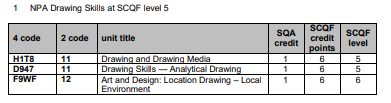 1 NPA Drawing Skills at SCQF level 5
4 code 2 code unit title SQA credit SCQF credit points SCQF level
H1T8 11 Drawing and Drawing Media 1 6 5
D947 11 Drawing Skills — Analytical Drawing 1 6 5
F9WF 12 Art and Design: Location Drawing – Local Environment 1 6 6